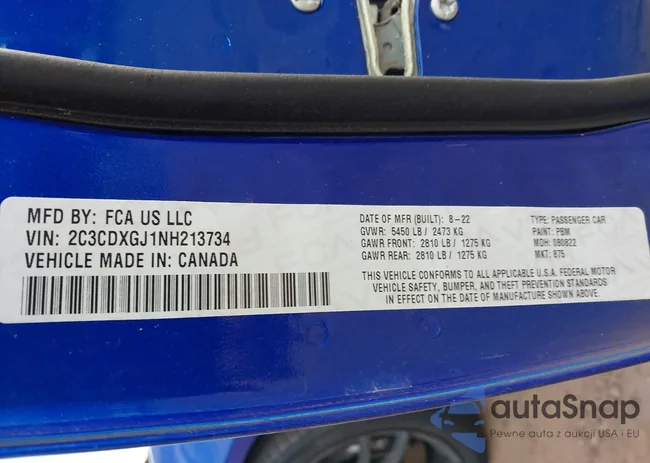 MFD BY: FCA US LLC
VIN: 2C3CDXGJ1NH213734
VEHICLE MADE IN: CANADA
DATE OF MFR (BUILT): 8-22
GVWR: 5450 LB / 2473 KG
GAWR FRONT: 2810 LB / 1275 KG
GAWR REAR: 2810 LB / 1275 KG
TYPE: PASSENGER CAR
PAINT: PBM
MDH: 080822
MKT: 875
THIS VEHICLE CONFORMS TO ALL APPLICABLE U.S.A. FEDERAL MOTOR
VEHICLE SAFETY, BUMPER, AND THEFT PREVENTION STANDARDS
IN EFFECT ON THE DATE OF MANUFACTURE SHOWN ABOVE.
autaSnap
Pewne auta z aukcji USA i EU